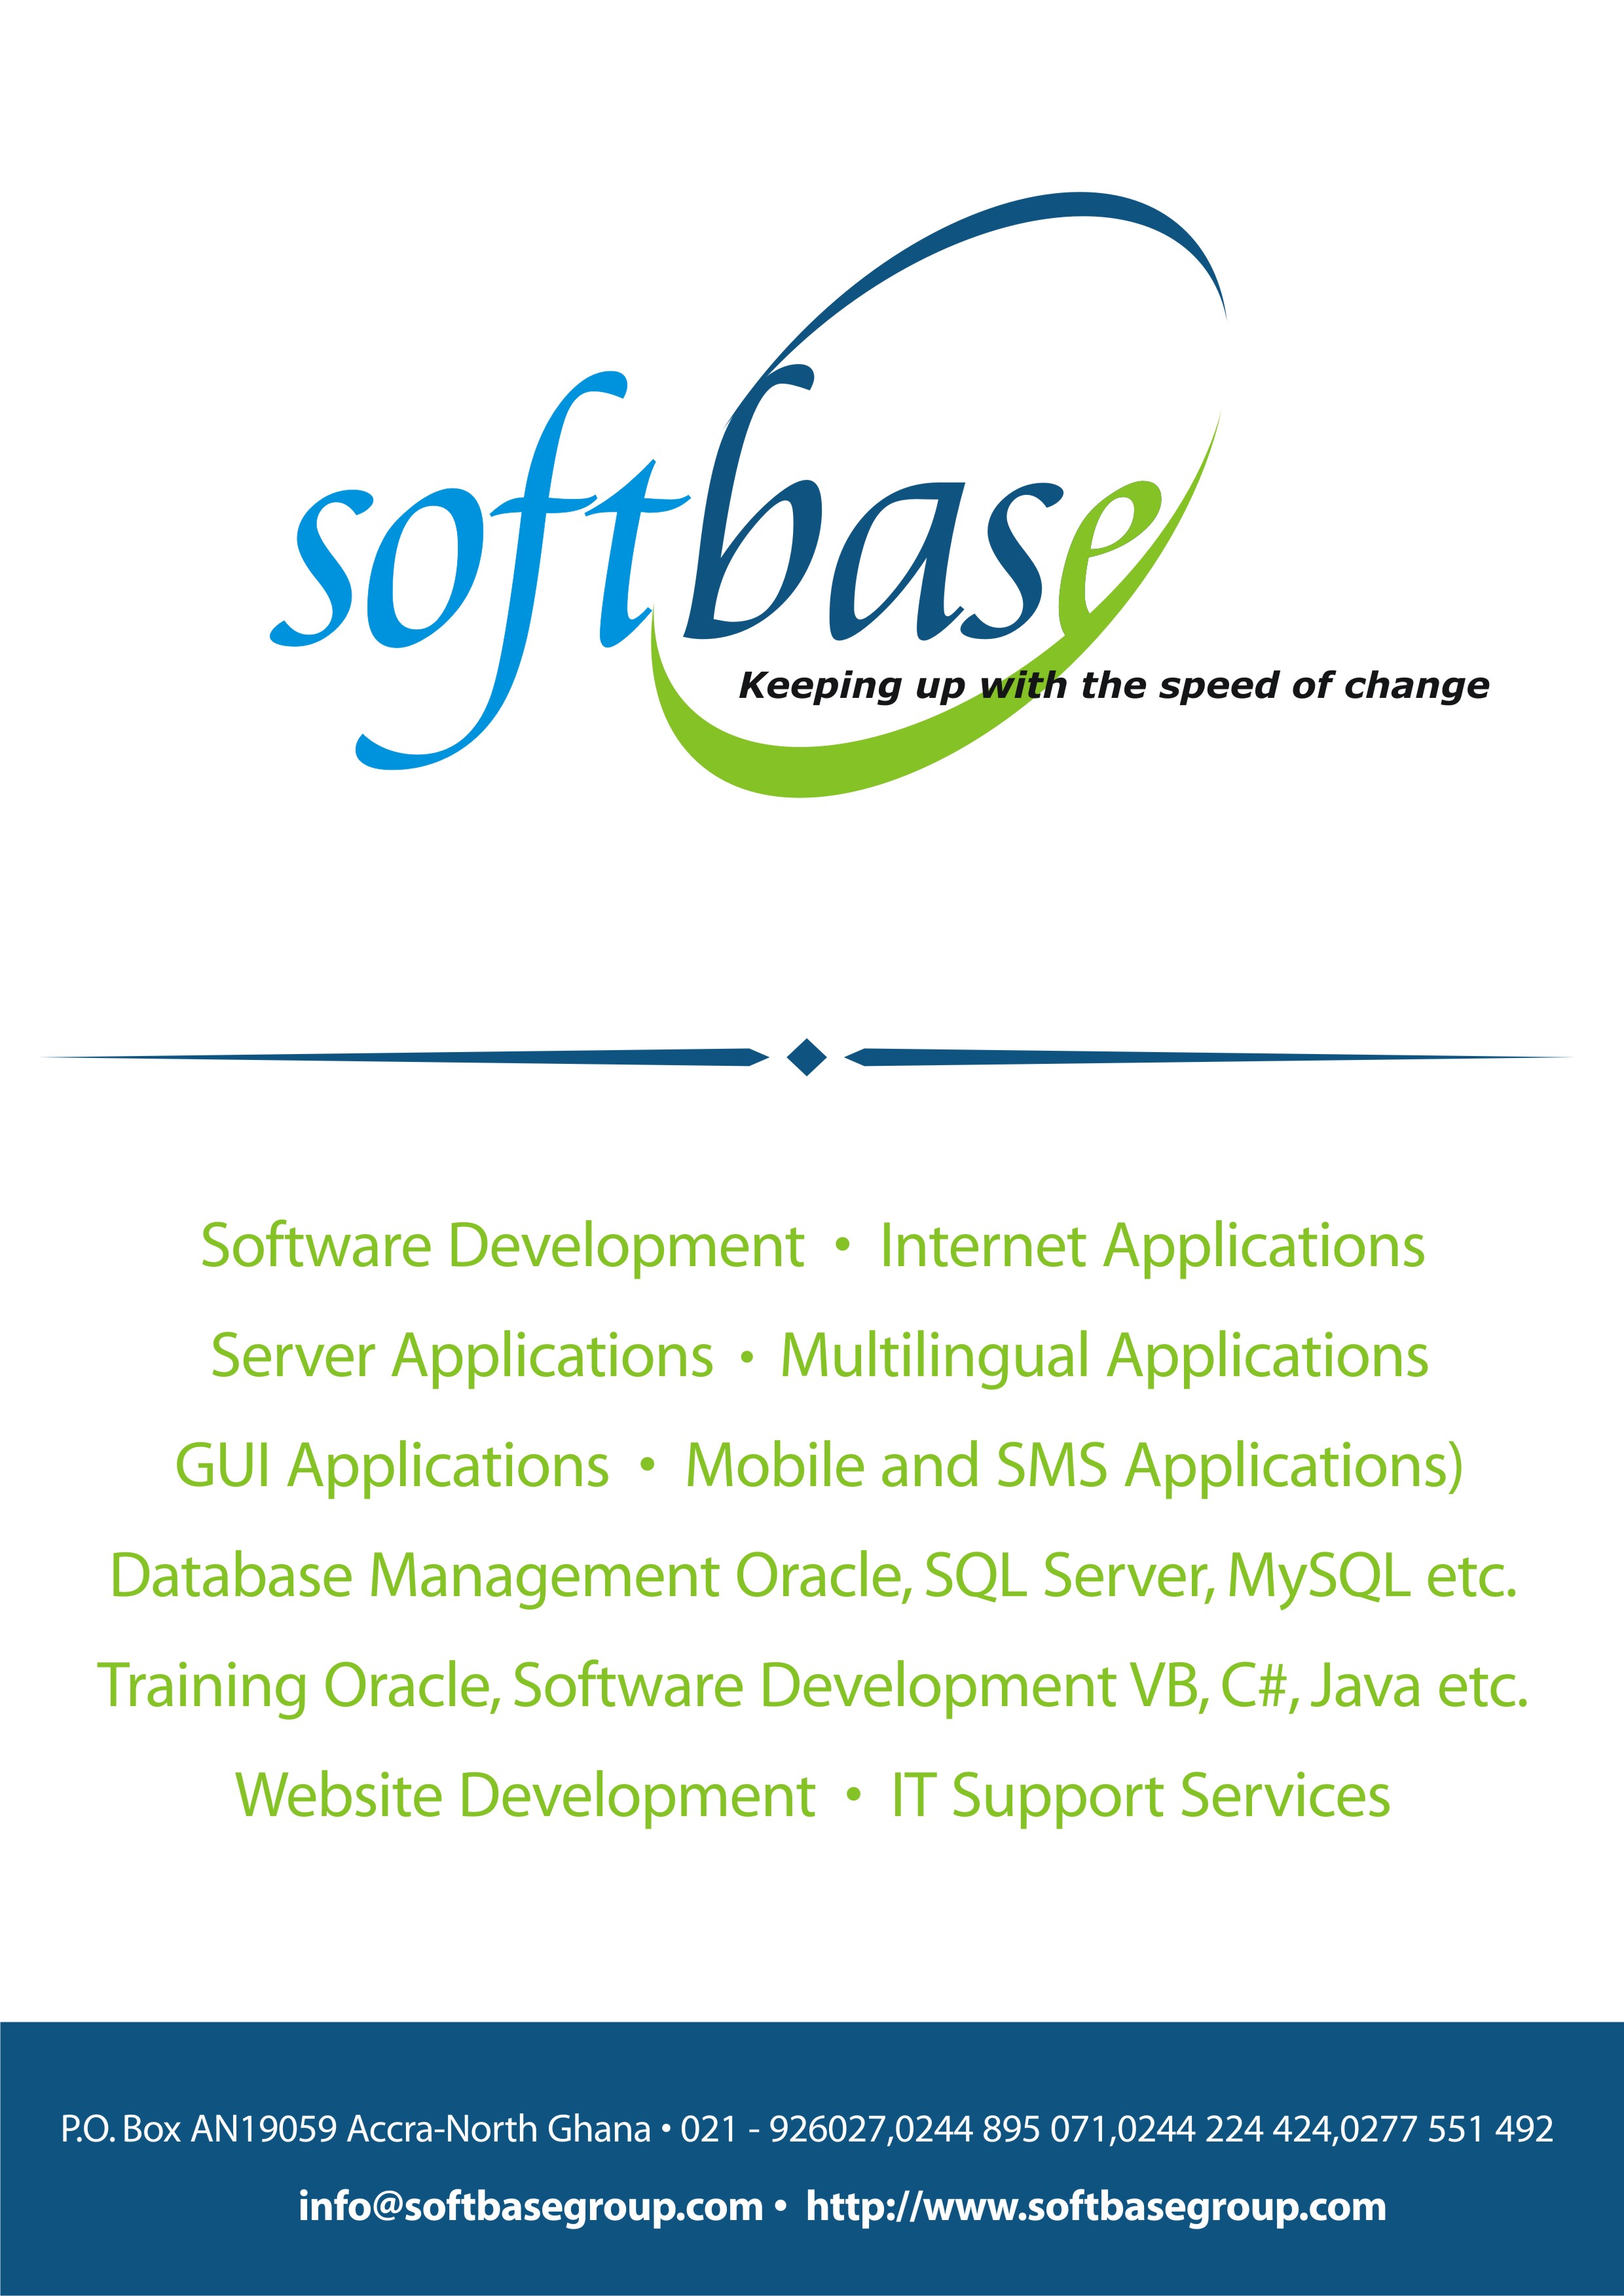 softbase
Keeping up with the speed of change
Software Development • Internet Applications
Server Applications • Multilingual Applications
GUI Applications • Mobile and SMS Applications)
Database Management Oracle, SQL Server, MySQL etc.
Training Oracle, Software Development VB, C#, Java etc.
Website Development • IT Support Services
P.O. Box AN19059 Accra-North Ghana • 021 - 926027,0244 895 071,0244 224 424,0277 551 492
info@softbasegroup.com • http://www.softbasegroup.com